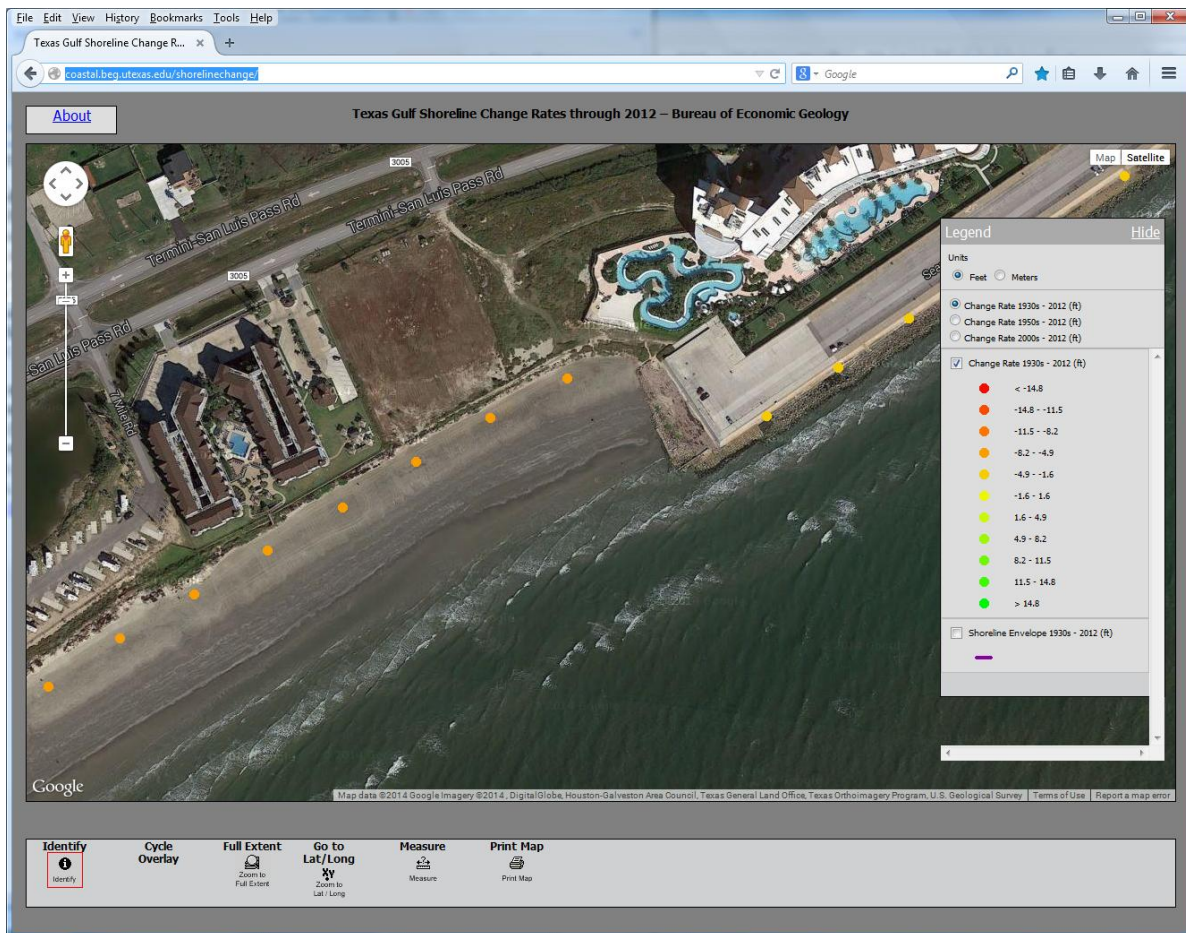 File Edit View History Bookmarks Tools Help
Texas Gulf Shoreline Change R... × +
coastal.beg.utexas.edu/shorelinechange/
8 Google
About
Texas Gulf Shoreline Change Rates through 2012 – Bureau of Economic Geology
Map Satellite
3005
Termini-San Luis Pass Rd
Termini-San Luis Pass Rd
3005
-San Luis Pass Rd
7 Mile Rd
Legend Hide
Units
Feet Meters
Change Rate 1930s - 2012 (ft)
Change Rate 1950s - 2012 (ft)
Change Rate 2000s - 2012 (ft)
Change Rate 1930s - 2012 (ft)
< -14.8
-14.8 - -11.5
-11.5 - -8.2
-8.2 - -4.9
-4.9 - -1.6
-1.6 - 1.6
1.6 - 4.9
4.9 - 8.2
8.2 - 11.5
11.5 - 14.8
> 14.8
Shoreline Envelope 1930s - 2012 (ft)
Google
Map data ©2014 Google Imagery ©2014 , DigitalGlobe, Houston-Galveston Area Council, Texas General Land Office, Texas Orthoimagery Program, U.S. Geological Survey Terms of Use Report a map error
Identify
Identify
Cycle
Overlay
Full Extent
Zoom to
Full Extent
Go to
Lat/Long
XY
Zoom to
Lat / Long
Measure
Measure
Print Map
Print Map